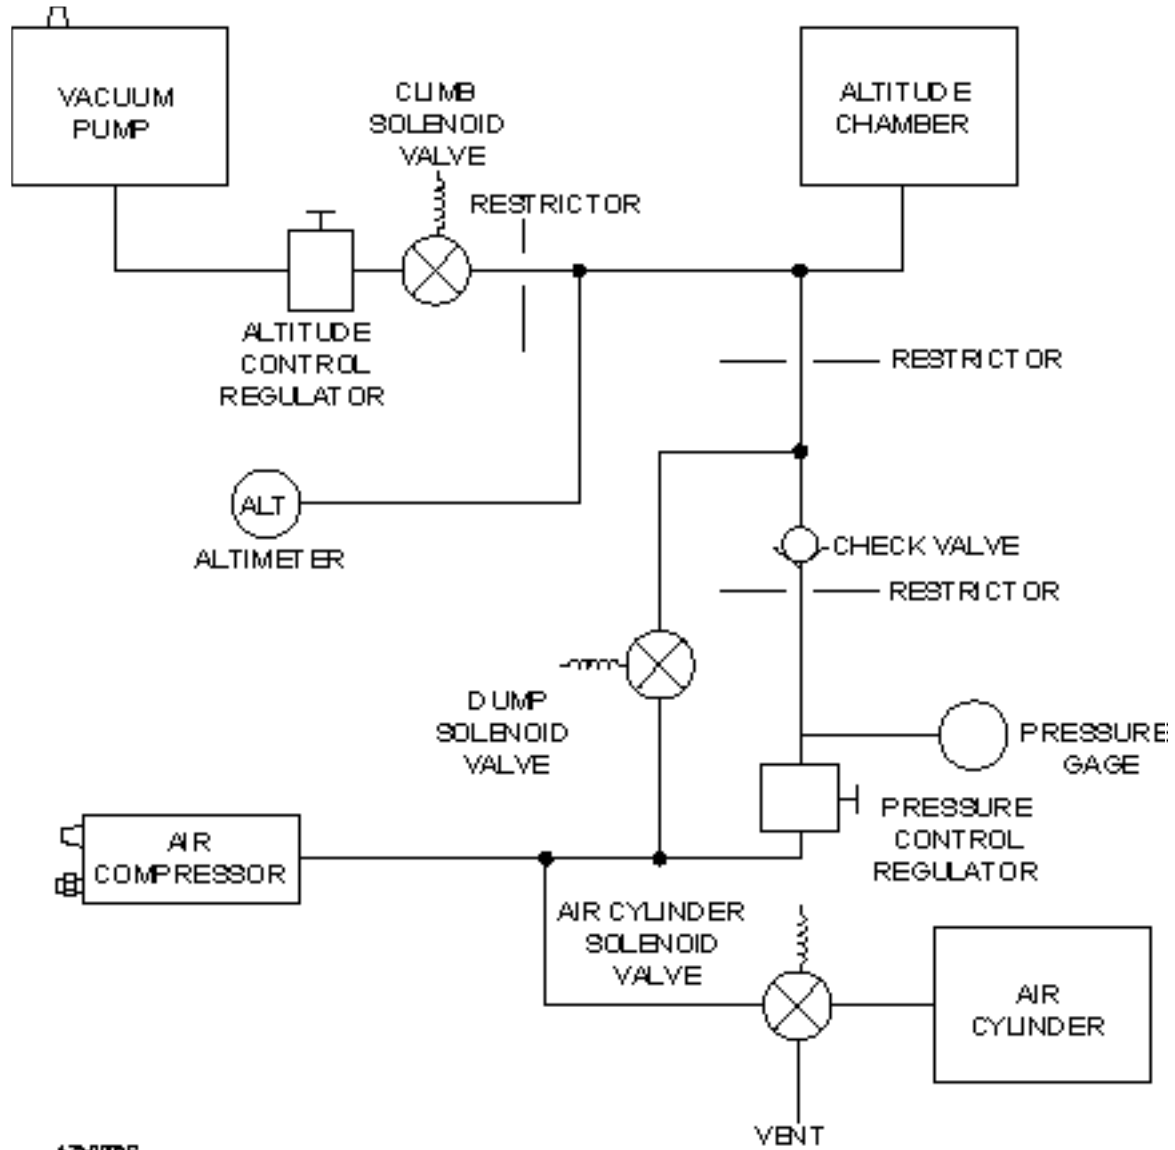 VACUUM
PUMP
CLIMB
SOLENOID
VALVE
ALTITUDE
CHAMBER
RESTRICTOR
ALTITUDE
CONTROL
REGULATOR
RESTRICTOR
ALT
ALTIMETER
CHECK VALVE
RESTRICTOR
DUMP
SOLENOID
VALVE
PRESSURE
GAGE
PRESSURE
CONTROL
REGULATOR
AIR
COMPRESSOR
AIR CYLINDER
SOLENOID
VALVE
AIR
CYLINDER
VENT